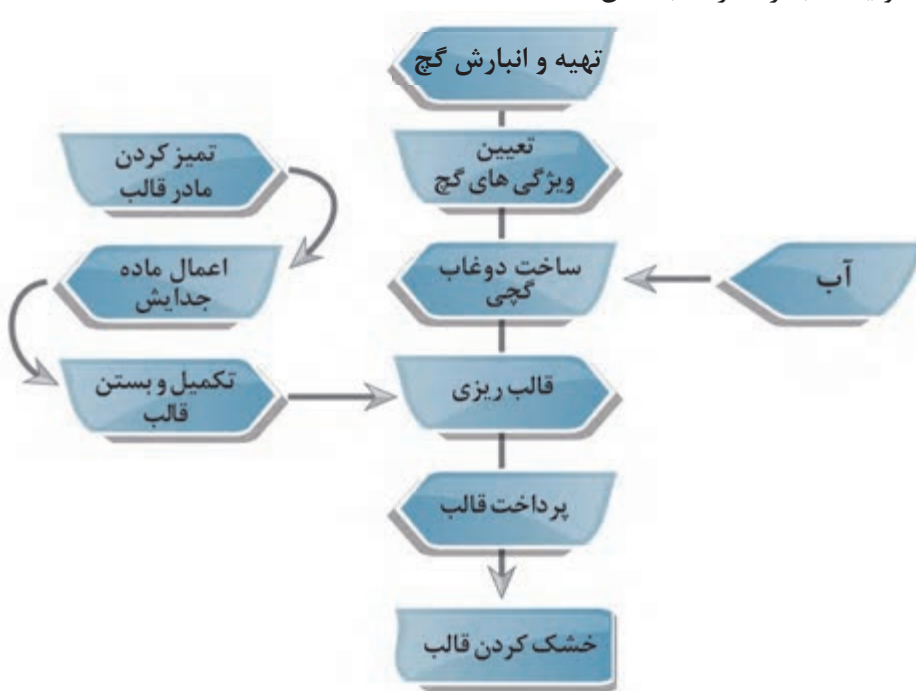 تهیه و انبارش گچ
تعیین
ویژگی های گچ
ساخت دوغاب
گچی
آب
تمیز کردن
مادر قالب
اعمال ماده
جدایش
تکمیل و بستن
قالب
قالب ریزی
پرداخت قالب
خشک کردن قالب